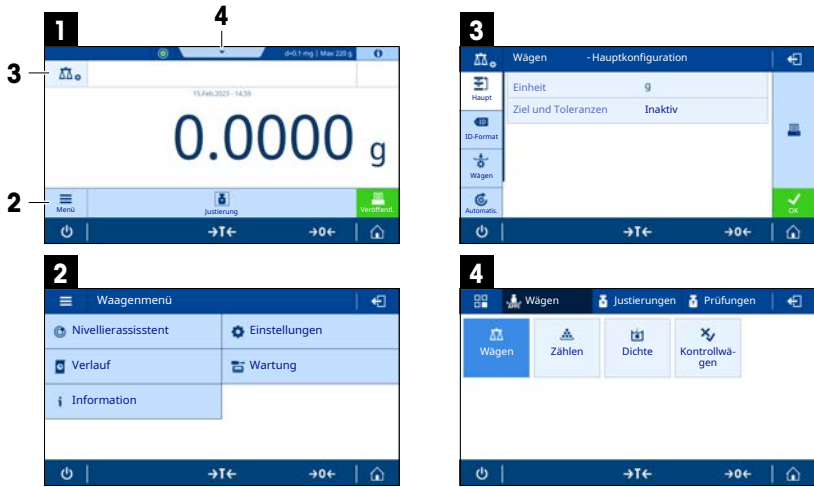 1
4
d=0.1 mg | Max 220 g
3
15.Feb.2023 - 14:59
0.0000 g
2
Menü
Justierung
Veröffentl.
→T← →0←
3
Wägen - Hauptkonfiguration
Haupt
Einheit g
Ziel und Toleranzen Inaktiv
ID
ID-Format
Wägen
Automatis.
OK
→T← →0←
2
Waagenmenü
Nivellierassisstent Einstellungen
Verlauf Wartung
Information
→T← →0←
4
Wägen Justierungen Prüfungen
Wägen Zählen Dichte Kontrollwä-
gen
→T← →0←